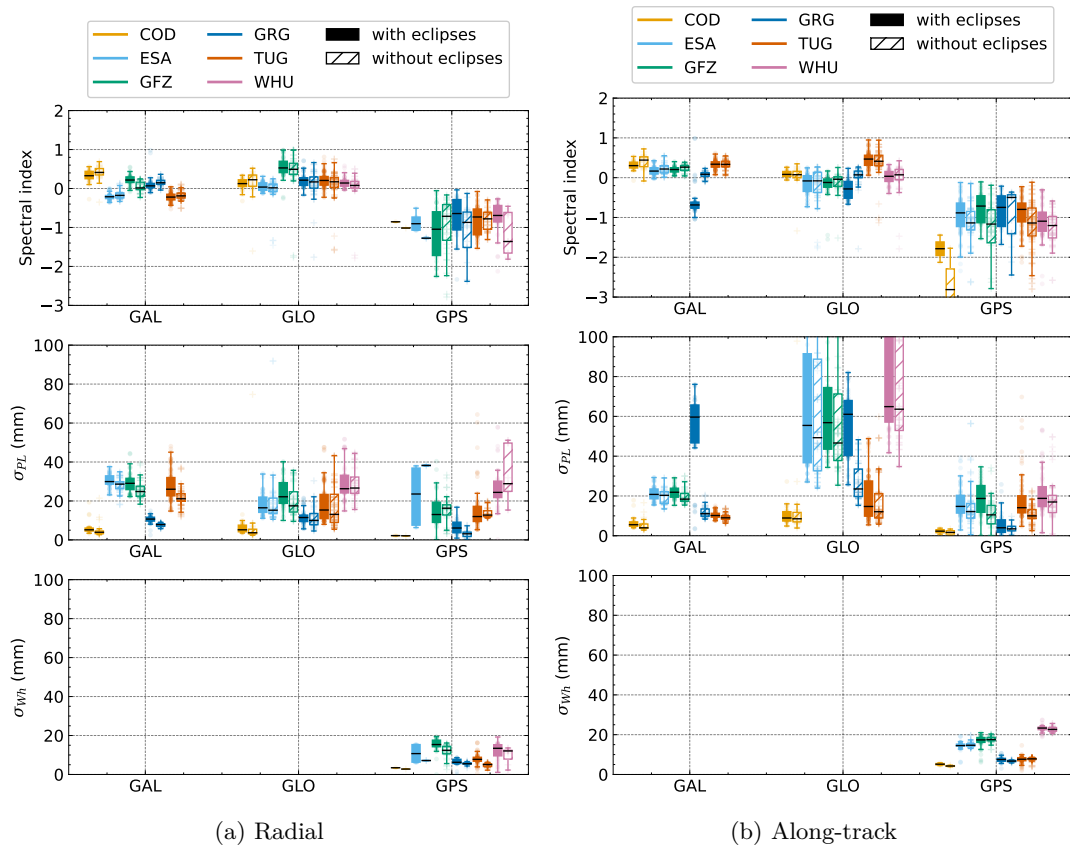 COD
ESA
GFZ
GRG
TUG
WHU
with eclipses
without eclipses
2
1
0
−1
−2
−3
Spectral index
GAL
GLO
GPS
100
80
60
40
20
0
σPL (mm)
GAL
GLO
GPS
100
80
60
40
20
0
σWh (mm)
GAL
GLO
GPS
(a) Radial
COD
ESA
GFZ
GRG
TUG
WHU
with eclipses
without eclipses
2
1
0
−1
−2
−3
Spectral index
GAL
GLO
GPS
100
80
60
40
20
0
σPL (mm)
GAL
GLO
GPS
100
80
60
40
20
0
σWh (mm)
GAL
GLO
GPS
(b) Along-track